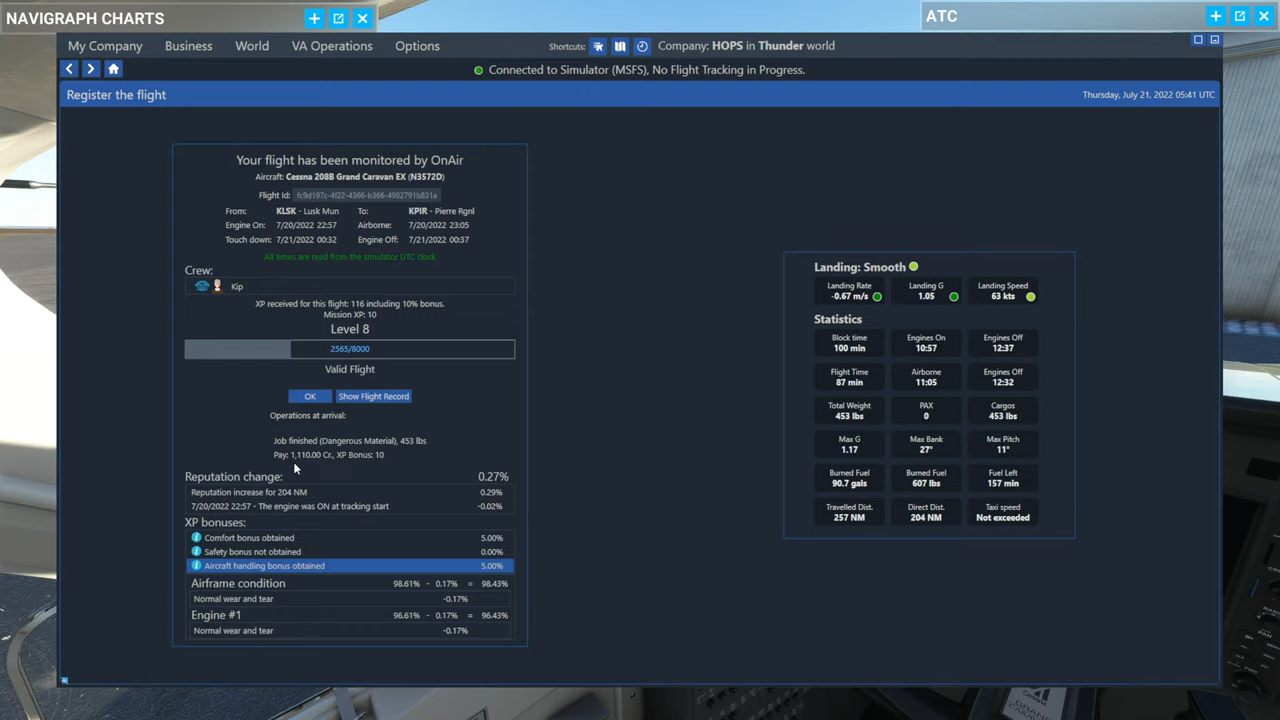 NAVIGRAPH CHARTS
ATC
My Company Business World VA Operations Options Shortcuts: Company: HOPS in Thunder world
Connected to Simulator (MSFS), No Flight Tracking in Progress.
Register the flight Thursday, July 21, 2022 05:41 UTC
Your flight has been monitored by OnAir
Aircraft: Cessna 208B Grand Caravan EX (N3572D)
Flight Id: fc9d197c-4f22-4366-b366-4982791b831a
From: KLSK - Lusk Mun To: KPIR - Pierre Rgnl
Engine On: 7/20/2022 22:57 Airborne: 7/20/2022 23:05
Touch down: 7/21/2022 00:32 Engine Off: 7/21/2022 00:37
All times are read from the simulator UTC clock
Crew:
Kip
XP received for this flight: 116 including 10% bonus.
Mission XP: 10
Level 8
2565/8000
Valid Flight
OK Show Flight Record
Operations at arrival:
Job finished (Dangerous Material), 453 lbs
Pay: 1,110.00 Cr., XP Bonus: 10
Reputation change: 0.27%
Reputation increase for 204 NM 0.29%
7/20/2022 22:57 - The engine was ON at tracking start -0.02%
XP bonuses:
Comfort bonus obtained 5.00%
Safety bonus not obtained 0.00%
Aircraft handling bonus obtained 5.00%
Airframe condition 98.61% - 0.17% = 98.43%
Normal wear and tear -0.17%
Engine #1 96.61% - 0.17% = 96.43%
Normal wear and tear -0.17%
Landing: Smooth
Landing Rate Landing G Landing Speed
-0.67 m/s 1.05 63 kts
Statistics
Block time Engines On Engines Off
100 min 10:57 12:37
Flight Time Airborne Engines Off
87 min 11:05 12:32
Total Weight PAX Cargos
453 lbs 0 453 lbs
Max G Max Bank Max Pitch
1.17 27° 11°
Burned Fuel Burned Fuel Fuel Left
90.7 gals 607 lbs 157 min
Travelled Dist. Direct Dist. Taxi speed
257 NM 204 NM Not exceeded